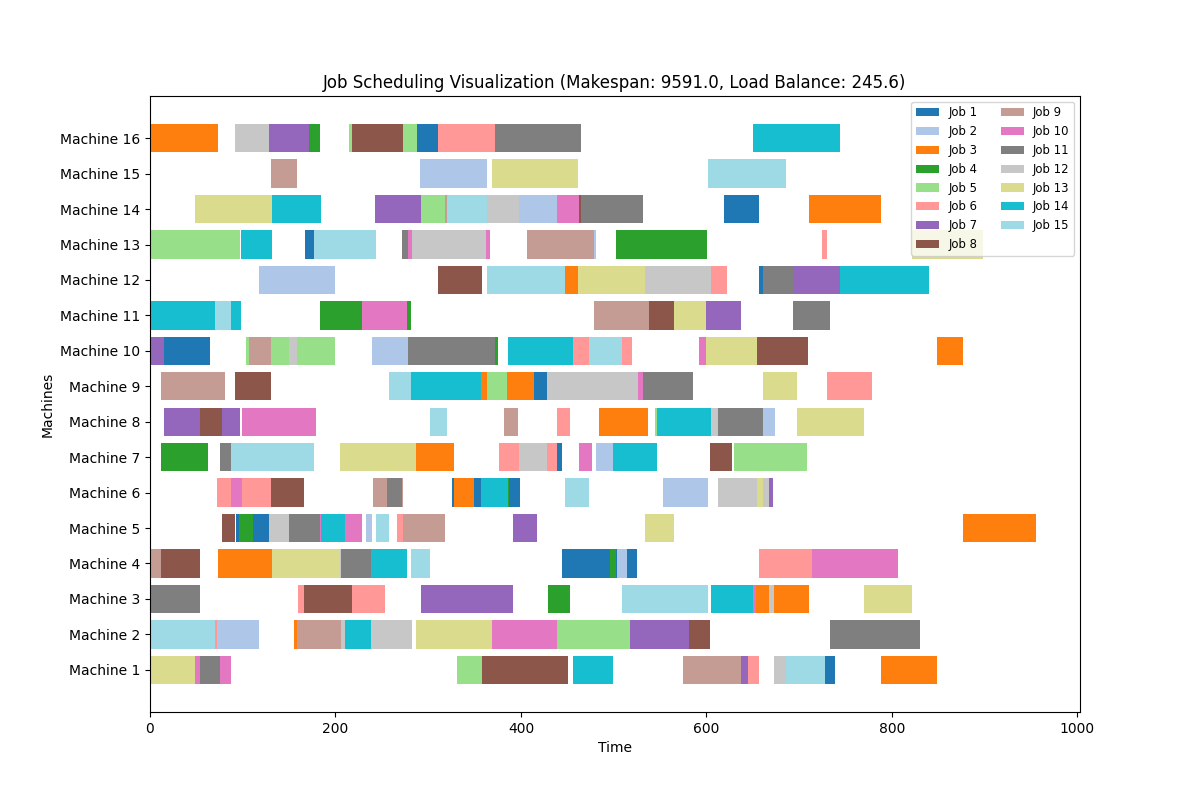 Job Scheduling Visualization (Makespan: 9591.0, Load Balance: 245.6)
Job 1
Job 2
Job 3
Job 4
Job 5
Job 6
Job 7
Job 8
Job 9
Job 10
Job 11
Job 12
Job 13
Job 14
Job 15
Machines
Machine 16
Machine 15
Machine 14
Machine 13
Machine 12
Machine 11
Machine 10
Machine 9
Machine 8
Machine 7
Machine 6
Machine 5
Machine 4
Machine 3
Machine 2
Machine 1
0 200 400 600 800 1000
Time